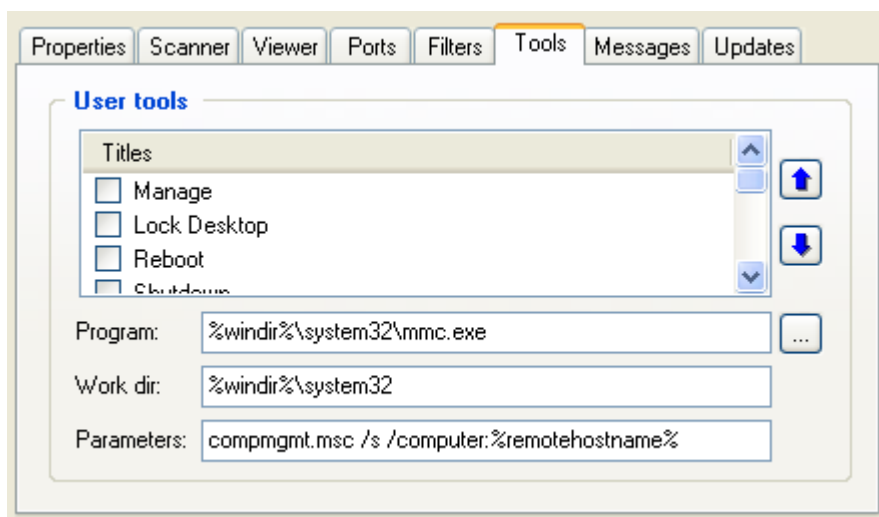 Properties Scanner Viewer Ports Filters Tools Messages Updates
User tools
Titles
Manage
Lock Desktop
Reboot
Shutdown
Program: %windir%\system32\mmc.exe ...
Work dir: %windir%\system32
Parameters: compmgmt.msc /s /computer:%remotehostname%